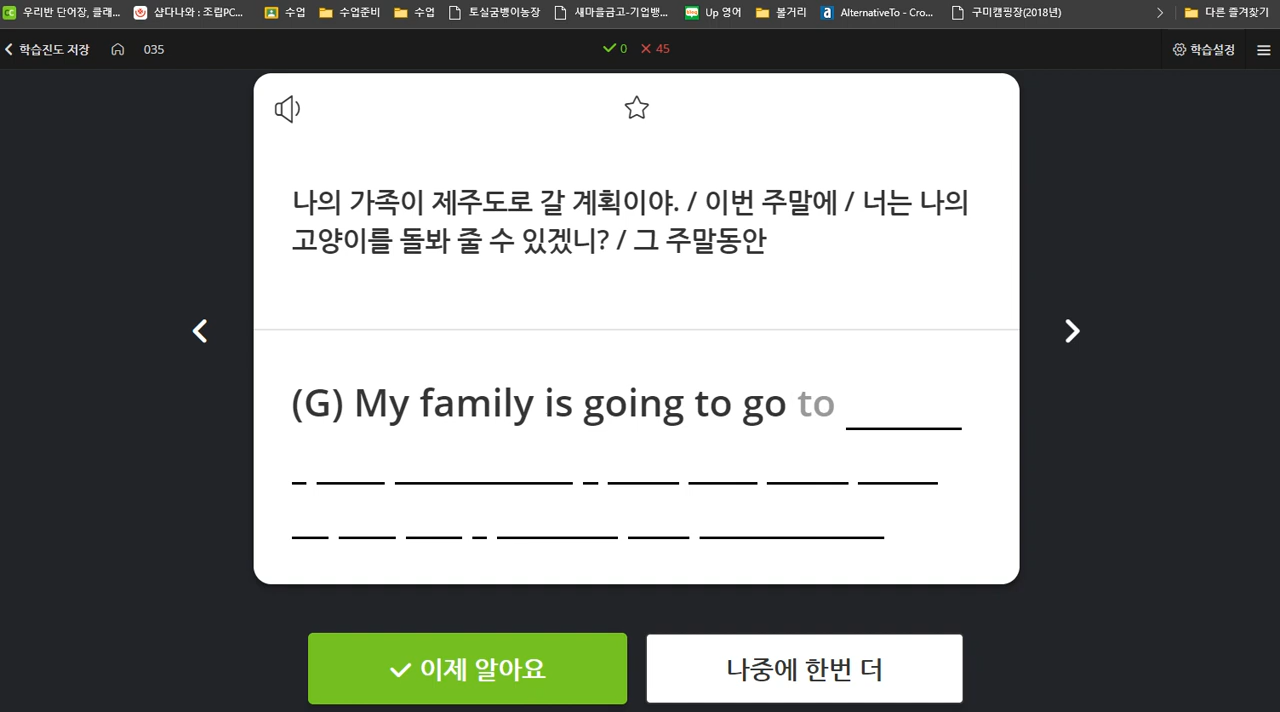 우리반 단어장, 클래... 샵다나와 : 조립PC... 수업 수업준비 수업 토실굼벵이농장 새마을금고-기업뱅... Up 영어 볼거리 AlternativeTo - Cro... 구미캠핑장(2018년) 다른 즐겨찾기
학습진도 저장 035 0 45 학습설정
나의 가족이 제주도로 갈 계획이야. / 이번 주말에 / 너는 나의
고양이를 돌봐 줄 수 있겠니? / 그 주말동안
(G) My family is going to go to
이제 알아요 나중에 한번 더